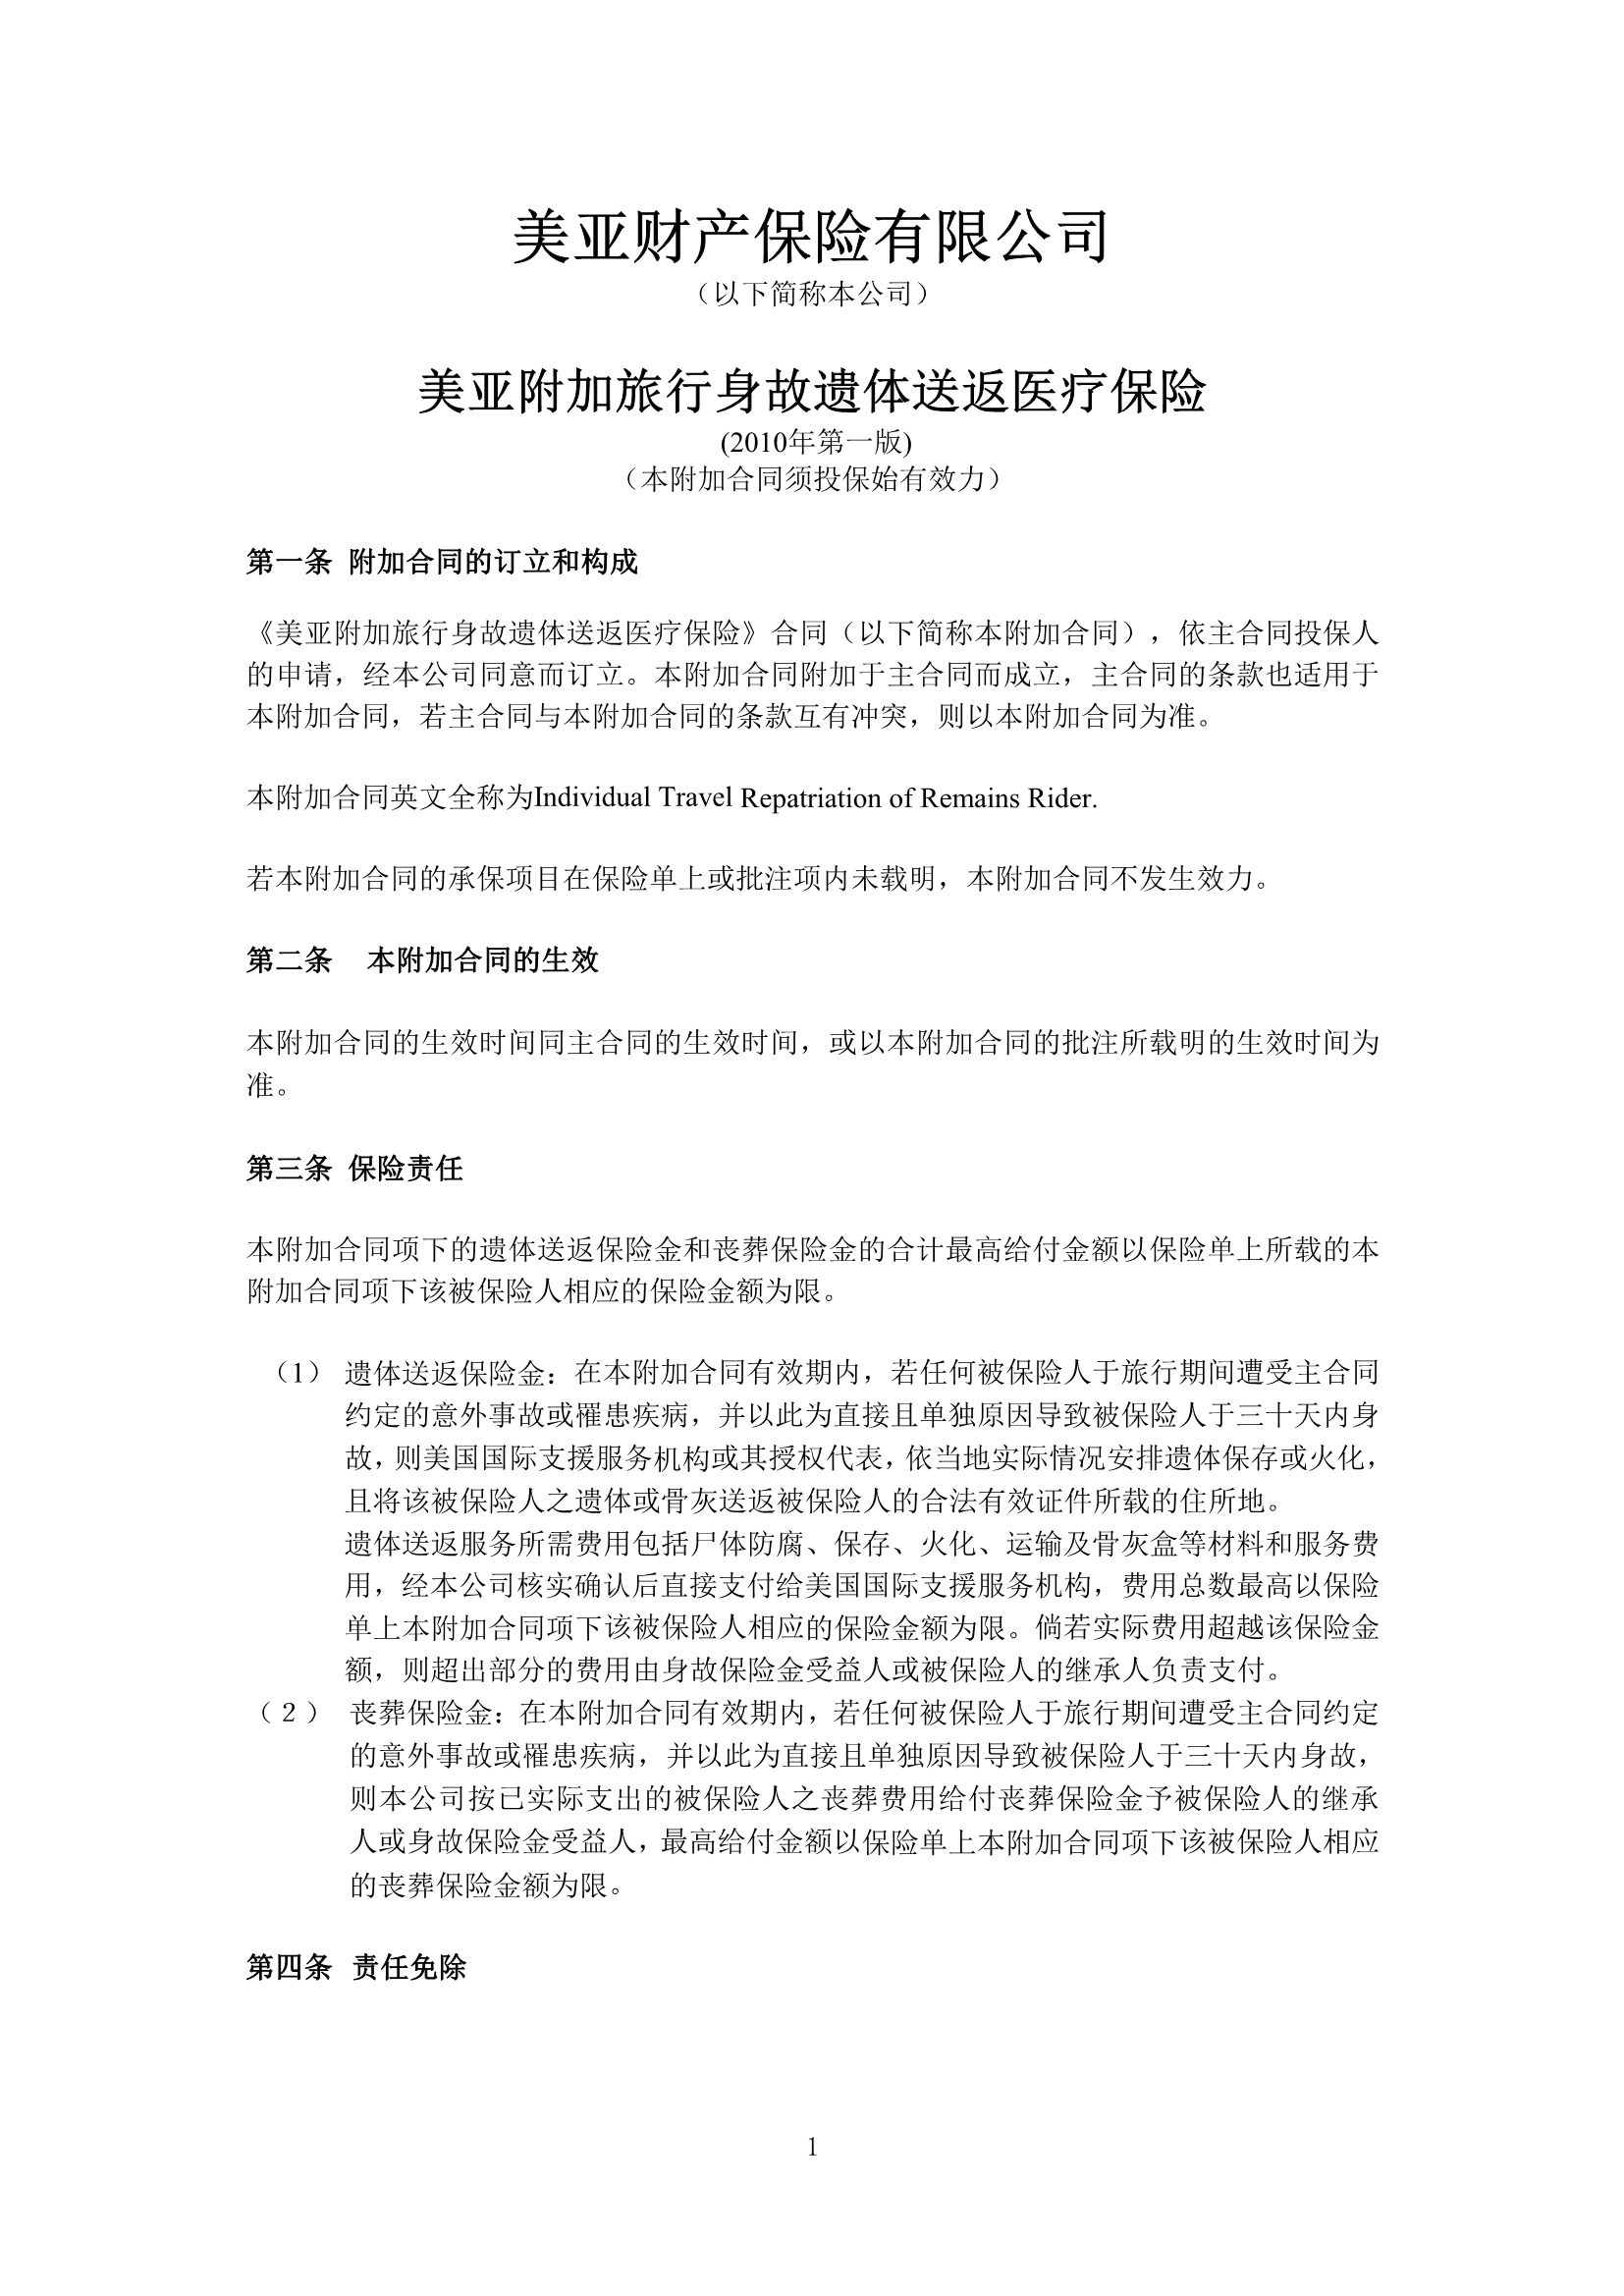 美亚财产保险有限公司
（以下简称本公司）
美亚附加旅行身故遗体送返医疗保险
(2010年第一版)
（本附加合同须投保始有效力）
第一条 附加合同的订立和构成
《美亚附加旅行身故遗体送返医疗保险》合同（以下简称本附加合同），依主合同投保人
的申请，经本公司同意而订立。本附加合同附加于主合同而成立，主合同的条款也适用于
本附加合同，若主合同与本附加合同的条款互有冲突，则以本附加合同为准。
本附加合同英文全称为Individual Travel Repatriation of Remains Rider.
若本附加合同的承保项目在保险单上或批注项内未载明，本附加合同不发生效力。
第二条 本附加合同的生效
本附加合同的生效时间同主合同的生效时间，或以本附加合同的批注所载明的生效时间为
准。
第三条 保险责任
本附加合同项下的遗体送返保险金和丧葬保险金的合计最高给付金额以保险单上所载的本
附加合同项下该被保险人相应的保险金额为限。
（1） 遗体送返保险金：在本附加合同有效期内，若任何被保险人于旅行期间遭受主合同
约定的意外事故或罹患疾病，并以此为直接且单独原因导致被保险人于三十天内身
故，则美国国际支援服务机构或其授权代表，依当地实际情况安排遗体保存或火化，
且将该被保险人之遗体或骨灰送返被保险人的合法有效证件所载的住所地。
遗体送返服务所需费用包括尸体防腐、保存、火化、运输及骨灰盒等材料和服务费
用，经本公司核实确认后直接支付给美国国际支援服务机构，费用总数最高以保险
单上本附加合同项下该被保险人相应的保险金额为限。倘若实际费用超越该保险金
额，则超出部分的费用由身故保险金受益人或被保险人的继承人负责支付。
（２） 丧葬保险金：在本附加合同有效期内，若任何被保险人于旅行期间遭受主合同约定
的意外事故或罹患疾病，并以此为直接且单独原因导致被保险人于三十天内身故，
则本公司按已实际支出的被保险人之丧葬费用给付丧葬保险金予被保险人的继承
人或身故保险金受益人，最高给付金额以保险单上本附加合同项下该被保险人相应
的丧葬保险金额为限。
第四条 责任免除
1